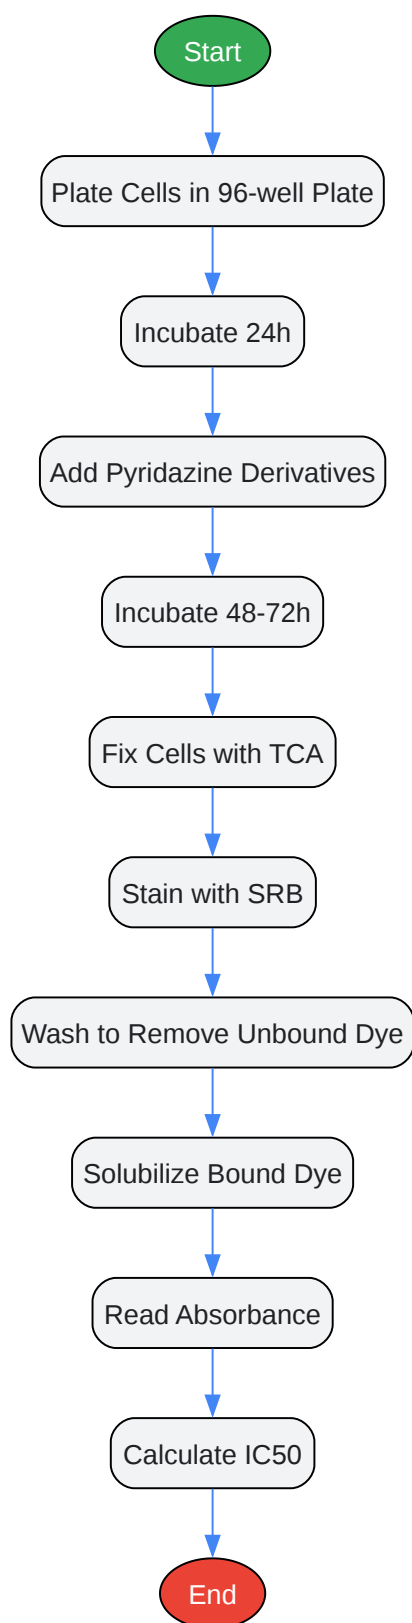 Start
Plate Cells in 96-well Plate
Incubate 24h
Add Pyridazine Derivatives
Incubate 48-72h
Fix Cells with TCA
Stain with SRB
Wash to Remove Unbound Dye
Solubilize Bound Dye
Read Absorbance
Calculate IC50
End